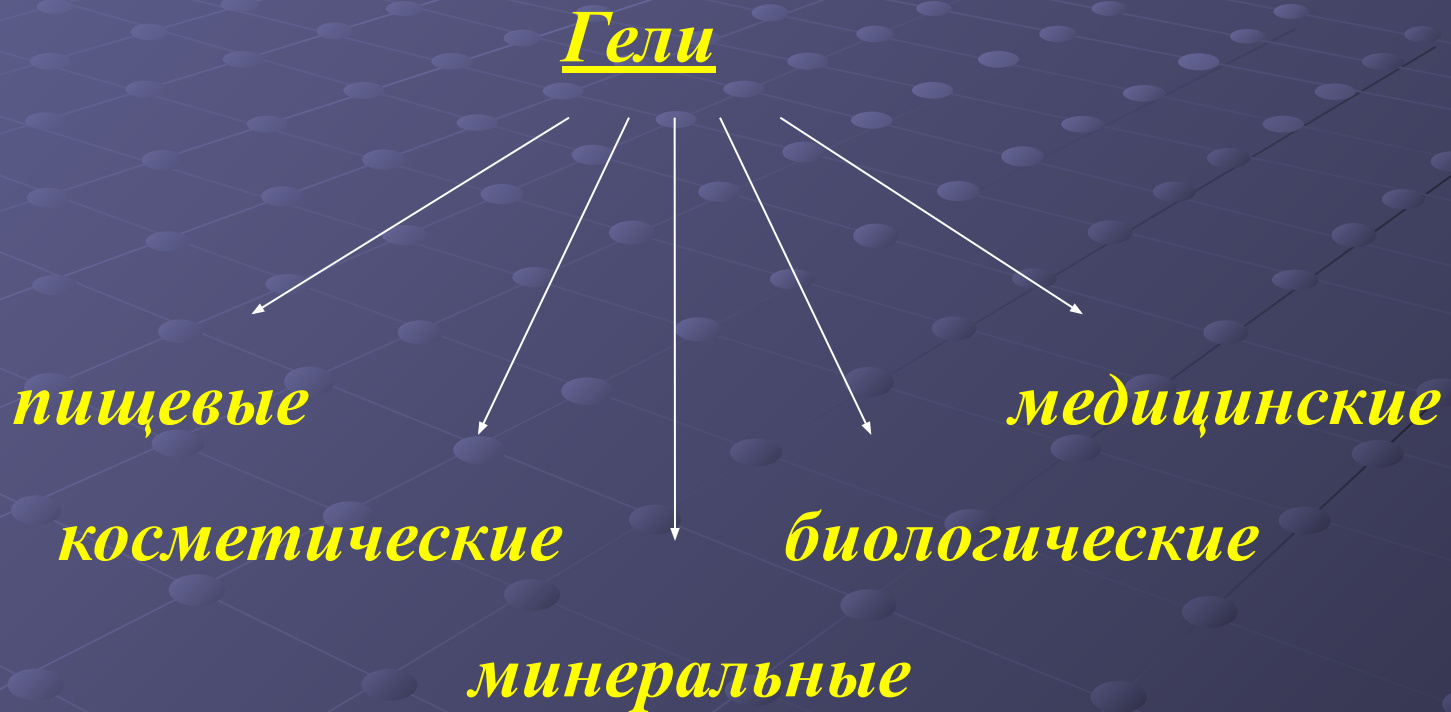 Гели
пищевые
медицинские
косметические
биологические
минеральные